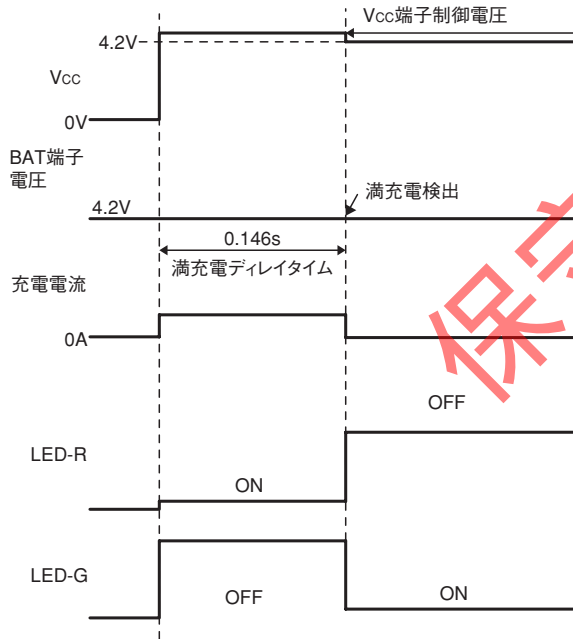 Vcc端子制御電圧
4.2V
Vcc
0V
BAT端子
電圧
4.2V
満充電検出
0.146s
満充電ディレイタイム
充電電流
0A
OFF
LED-R
ON
LED-G
OFF
ON
保